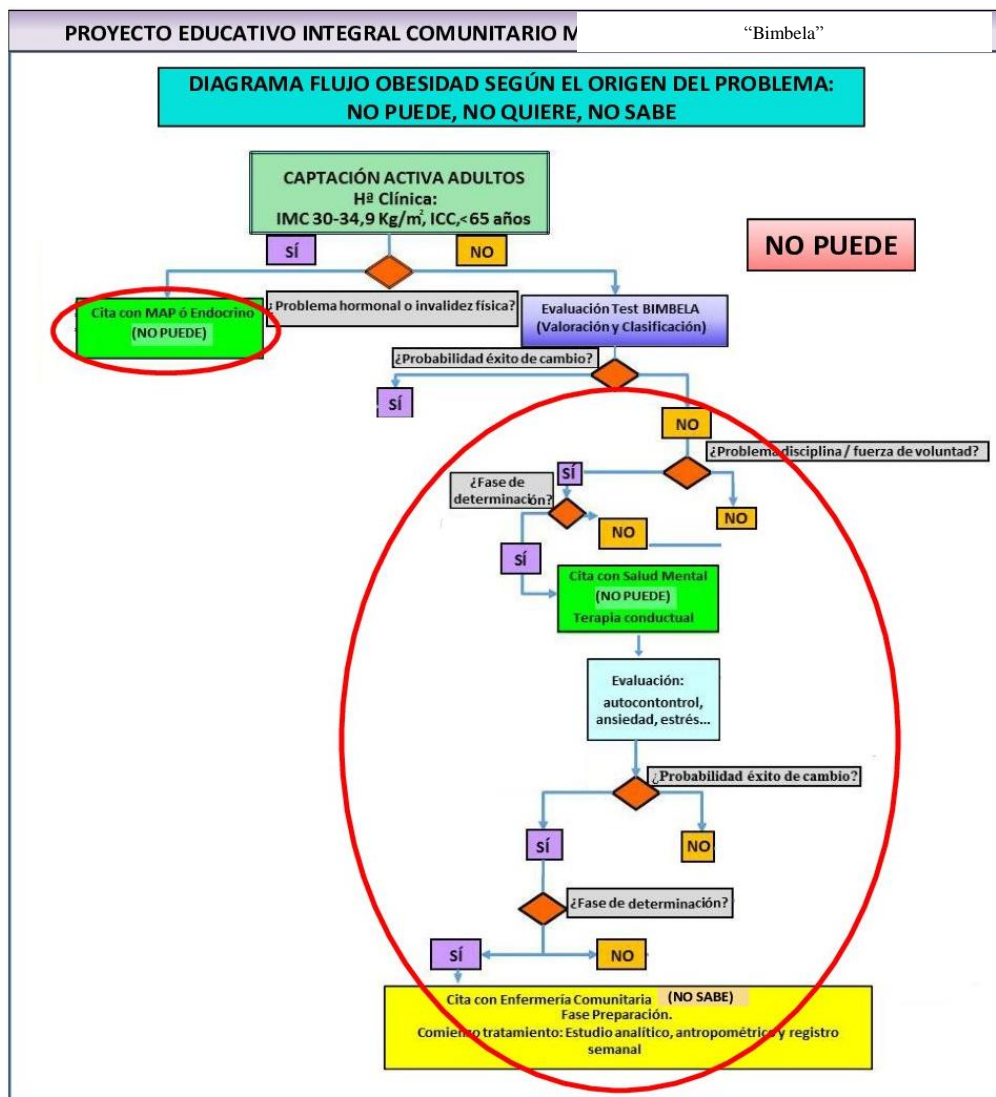 PROYECTO EDUCATIVO INTEGRAL COMUNITARIO M
“Bimbela”
DIAGRAMA FLUJO OBESIDAD SEGÚN EL ORIGEN DEL PROBLEMA:
NO PUEDE, NO QUIERE, NO SABE
CAPTACIÓN ACTIVA ADULTOS
Hª Clínica:
IMC 30-34,9 Kg/m², ICC,<65 años
NO PUEDE
SÍ
NO
¿Problema hormonal o invalidez física?
Cita con MAP ó Endocrino
(NO PUEDE)
Evaluación Test BIMBELA
(Valoración y Clasificación)
¿Probabilidad éxito de cambio?
SÍ
NO
¿Problema disciplina / fuerza de voluntad?
SÍ
NO
¿Fase de
determinación?
NO
SÍ
Cita con Salud Mental
(NO PUEDE)
Terapia conductual
Evaluación:
autocontontrol,
ansiedad, estrés...
¿Probabilidad éxito de cambio?
SÍ
NO
¿Fase de determinación?
SÍ
NO
Cita con Enfermería Comunitaria (NO SABE)
Fase Preparación.
Comienzo tratamiento: Estudio analítico, antropométrico y registro
semanal